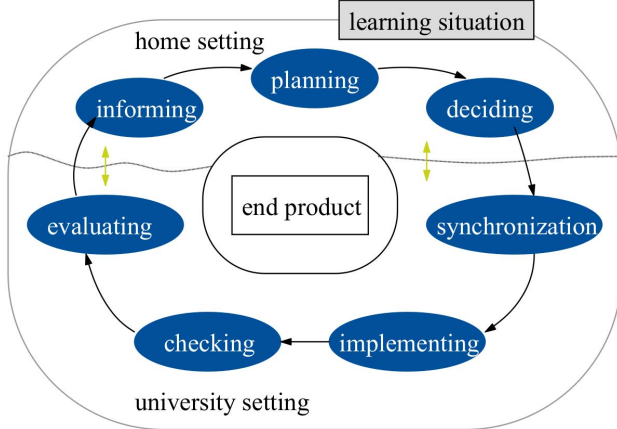 learning situation
home setting
planning
informing
deciding
end product
evaluating
synchronization
checking
implementing
university setting